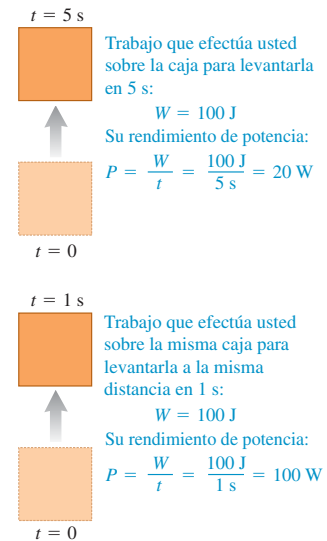 t = 5 s
Trabajo que efectúa usted
sobre la caja para levantarla
en 5 s:
W = 100 J
Su rendimiento de potencia:
P = W/t = 100 J/5 s = 20 W
t = 0
t = 1 s
Trabajo que efectúa usted
sobre la misma caja para
levantarla a la misma
distancia en 1 s:
W = 100 J
Su rendimiento de potencia:
P = W/t = 100 J/1 s = 100 W
t = 0